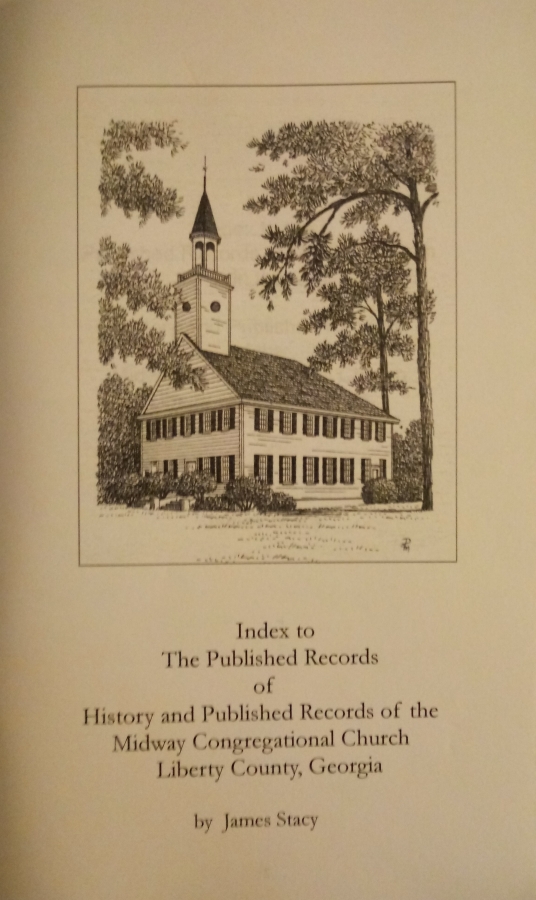 Index to
The Published Records
of
History and Published Records of the
Midway Congregational Church
Liberty County, Georgia
by James Stacy